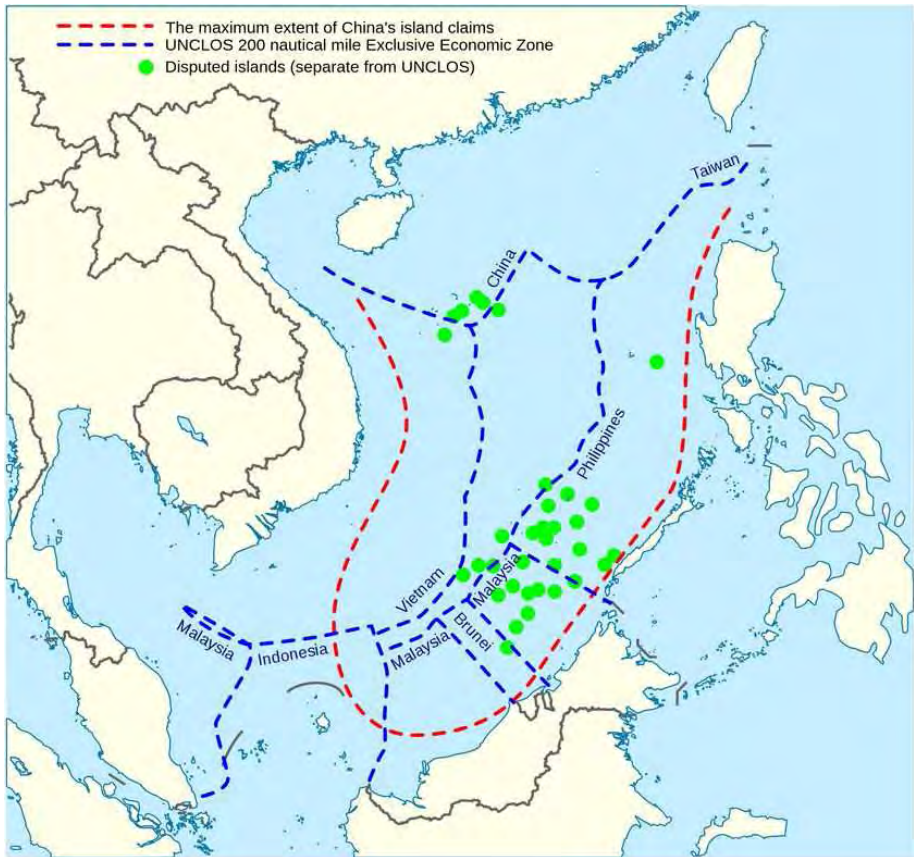 The maximum extent of China's island claims
UNCLOS 200 nautical mile Exclusive Economic Zone
Disputed islands (separate from UNCLOS)
Taiwan
China
Philippines
Vietnam
Malaysia
Malaysia
Indonesia
Malaysia
Brunei